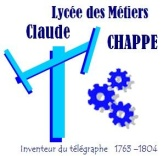 Lycée des Métiers
Claude
CHAPPE
Inventeur du télégraphe 1763 -1804